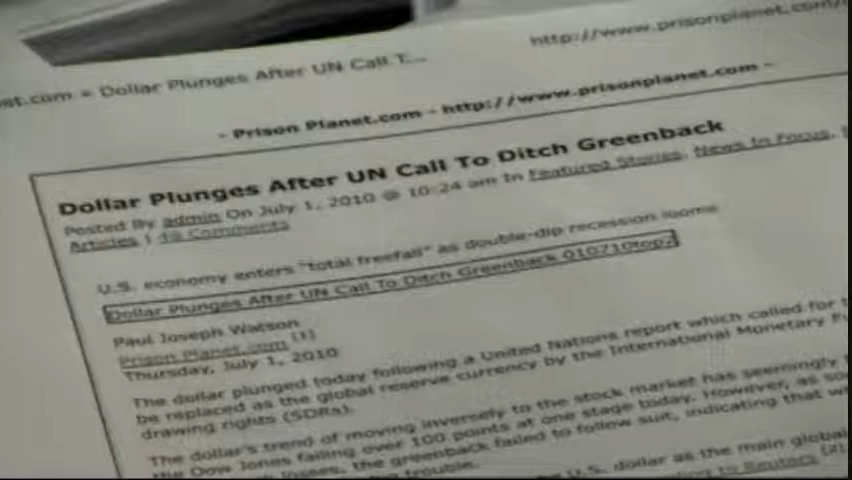 st.com » Dollar Plunges After UN Call T...
http://www.prisonplanet.com/
- Prison Planet.com - http://www.prisonplanet.com -
Dollar Plunges After UN Call To Ditch Greenback
Posted By admin On July 1, 2010 @ 10:24 am In Featured Stories, News In Focus,
Articles | 48 Comments
U.S. economy enters "total freefall" as double-dip recession looms
Dollar Plunges After UN Call To Ditch Greenback 010710top2
Paul Joseph Watson
Prison Planet.com [1]
Thursday, July 1, 2010
The dollar plunged today following a United Nations report which called for
be replaced as the global reserve currency by the International Monetary
drawing rights (SDRs).
The dollar's trend of moving inversely to the stock market has seemingly
the Dow Jones falling over 100 points at one stage today. However, as
losses, the greenback failed to follow suit, indicating that
trouble.
U.S. dollar as the main global
to Reuters [2]